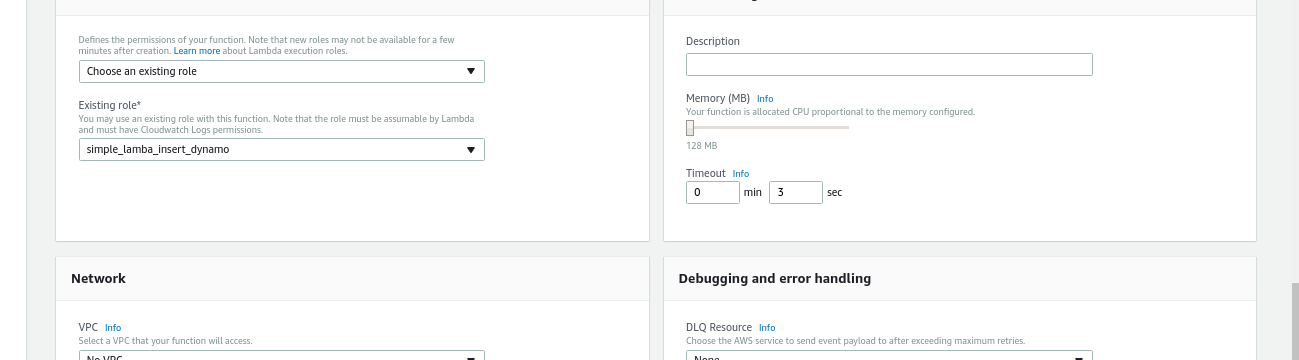 Defines the permissions of your function. Note that new roles may not be available for a few
minutes after creation. Learn more about Lambda execution roles.
Choose an existing role
Existing role*
You may use an existing role with this function. Note that the role must be assumable by Lambda
and must have Cloudwatch Logs permissions.
simple_lamba_insert_dynamo
Description
Memory (MB) Info
Your function is allocated CPU proportional to the memory configured.
128 MB
Timeout Info
0 min 3 sec
Network
VPC Info
Select a VPC that your function will access.
No VPC
Debugging and error handling
DLQ Resource Info
Choose the AWS service to send event payload to after exceeding maximum retries.
None